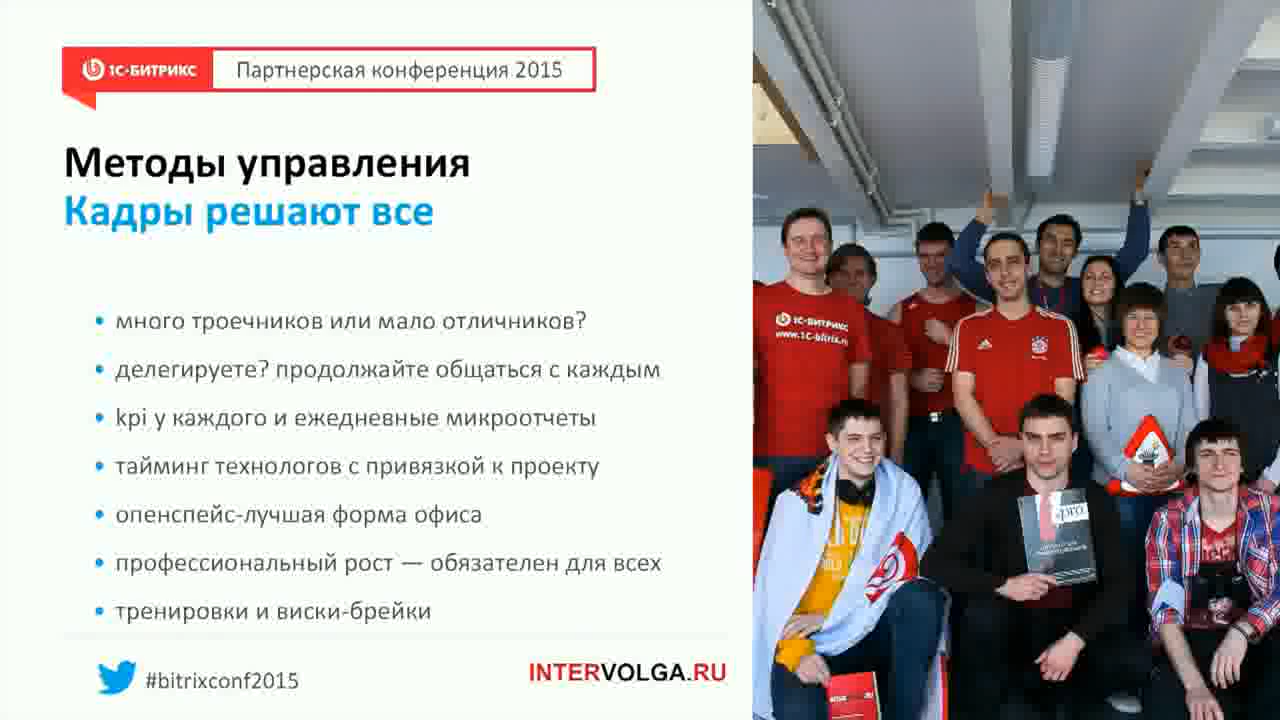 1С-БИТРИКС Партнерская конференция 2015
Методы управления
Кадры решают все
много троечников или мало отличников?
делегируете? продолжайте общаться с каждым
kpi у каждого и ежедневные микроотчеты
тайминг технологов с привязкой к проекту
опенспейс-лучшая форма офиса
профессиональный рост — обязателен для всех
тренировки и виски-брейки
#bitrixconf2015
INTERVOLGA.RU
1С-БИТРИКС
www.1C-bitrix.ru